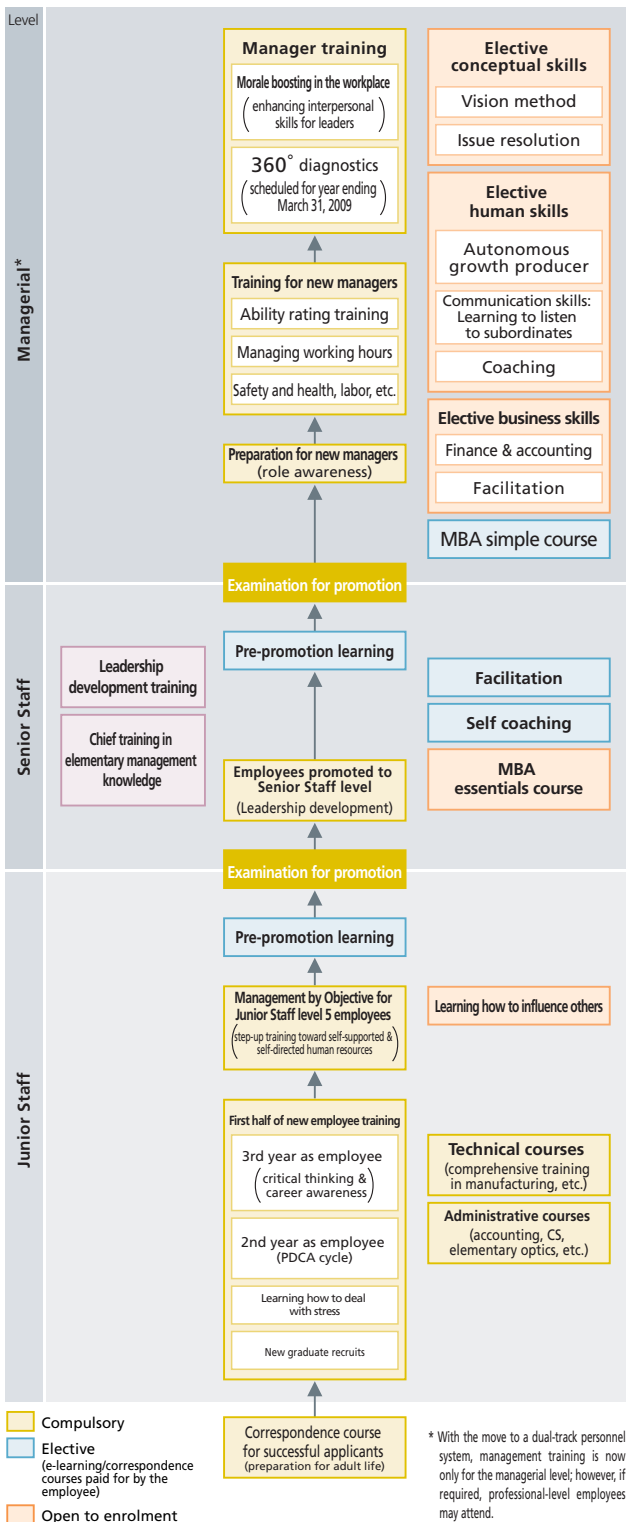 Level
Managerial*
Manager training
Morale boosting in the workplace
(enhancing interpersonal
skills for leaders)
360° diagnostics
(scheduled for year ending
March 31, 2009)
Training for new managers
Ability rating training
Managing working hours
Safety and health, labor, etc.
Preparation for new managers
(role awareness)
Elective
conceptual skills
Vision method
Issue resolution
Elective
human skills
Autonomous
growth producer
Communication skills:
Learning to listen
to subordinates
Coaching
Elective business skills
Finance & accounting
Facilitation
MBA simple course
Examination for promotion
Senior Staff
Pre-promotion learning
Leadership
development training
Chief training in
elementary management
knowledge
Employees promoted to
Senior Staff level
(Leadership development)
Facilitation
Self coaching
MBA
essentials course
Examination for promotion
Junior Staff
Pre-promotion learning
Management by Objective for
Junior Staff level 5 employees
(step-up training toward self-supported &
self-directed human resources)
Learning how to influence others
First half of new employee training
3rd year as employee
(critical thinking &
career awareness)
2nd year as employee
(PDCA cycle)
Learning how to deal
with stress
New graduate recruits
Technical courses
(comprehensive training
in manufacturing, etc.)
Administrative courses
(accounting, CS,
elementary optics, etc.)
Correspondence course
for successful applicants
(preparation for adult life)
Compulsory
Elective
(e-learning/correspondence
courses paid for by the
employee)
Open to enrolment
* With the move to a dual-track personnel
system, management training is now
only for the managerial level; however, if
required, professional-level employees
may attend.